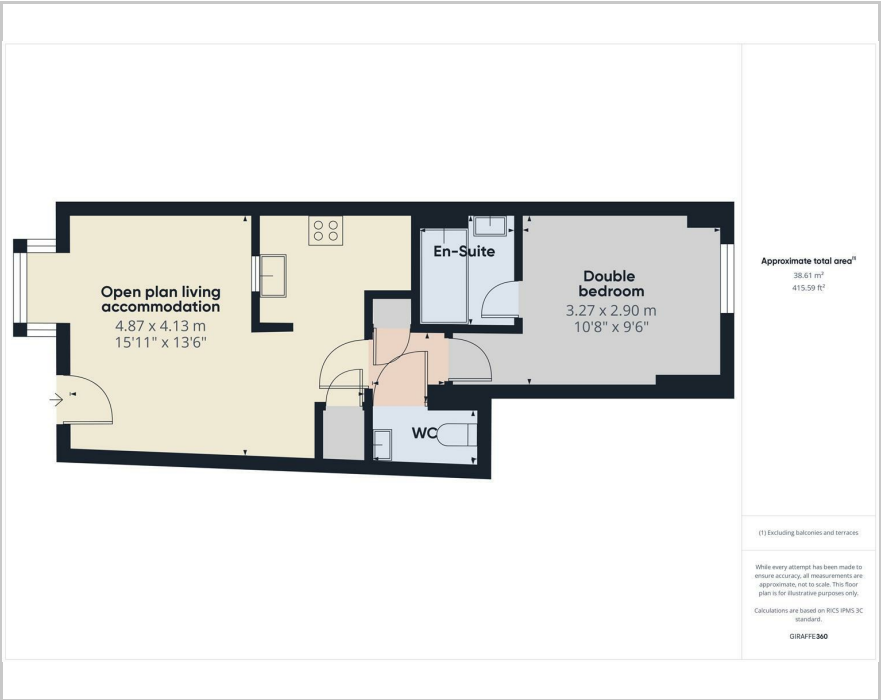 Open plan living
accommodation
4.87 x 4.13 m
15'11" x 13'6"
En-Suite
Double
bedroom
3.27 x 2.90 m
10'8" x 9'6"
WC
Approximate total area(1)
38.61 m²
415.59 ft²
(1) Excluding balconies and terraces
While every attempt has been made to
ensure accuracy, all measurements are
approximate, not to scale. This floor
plan is for illustrative purposes only.
Calculations are based on RICS IPMS 3C
standard.
GIRAFFE360